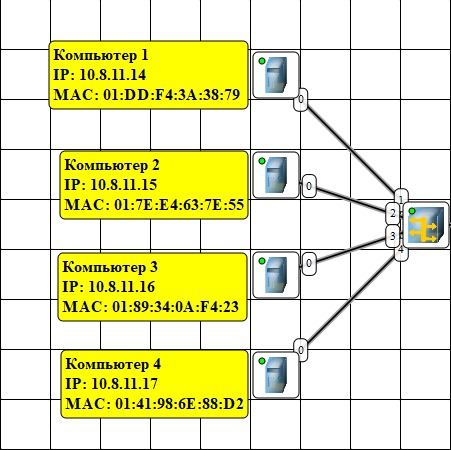 Компьютер 1
IP: 10.8.11.14
MAC: 01:DD:F4:3A:38:79
0
Компьютер 2
IP: 10.8.11.15
MAC: 01:7E:E4:63:7E:55
0
1
2
3
4
Компьютер 3
IP: 10.8.11.16
MAC: 01:89:34:0A:F4:23
0
Компьютер 4
IP: 10.8.11.17
MAC: 01:41:98:6E:88:D2
0